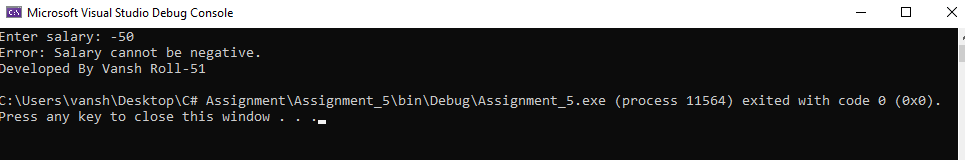 Microsoft Visual Studio Debug Console
Enter salary: -50
Error: Salary cannot be negative.
Developed By Vansh Roll-51
C:\Users\vansh\Desktop\C# Assignment\Assignment_5\bin\Debug\Assignment_5.exe (process 11564) exited with code 0 (0x0).
Press any key to close this window . . .